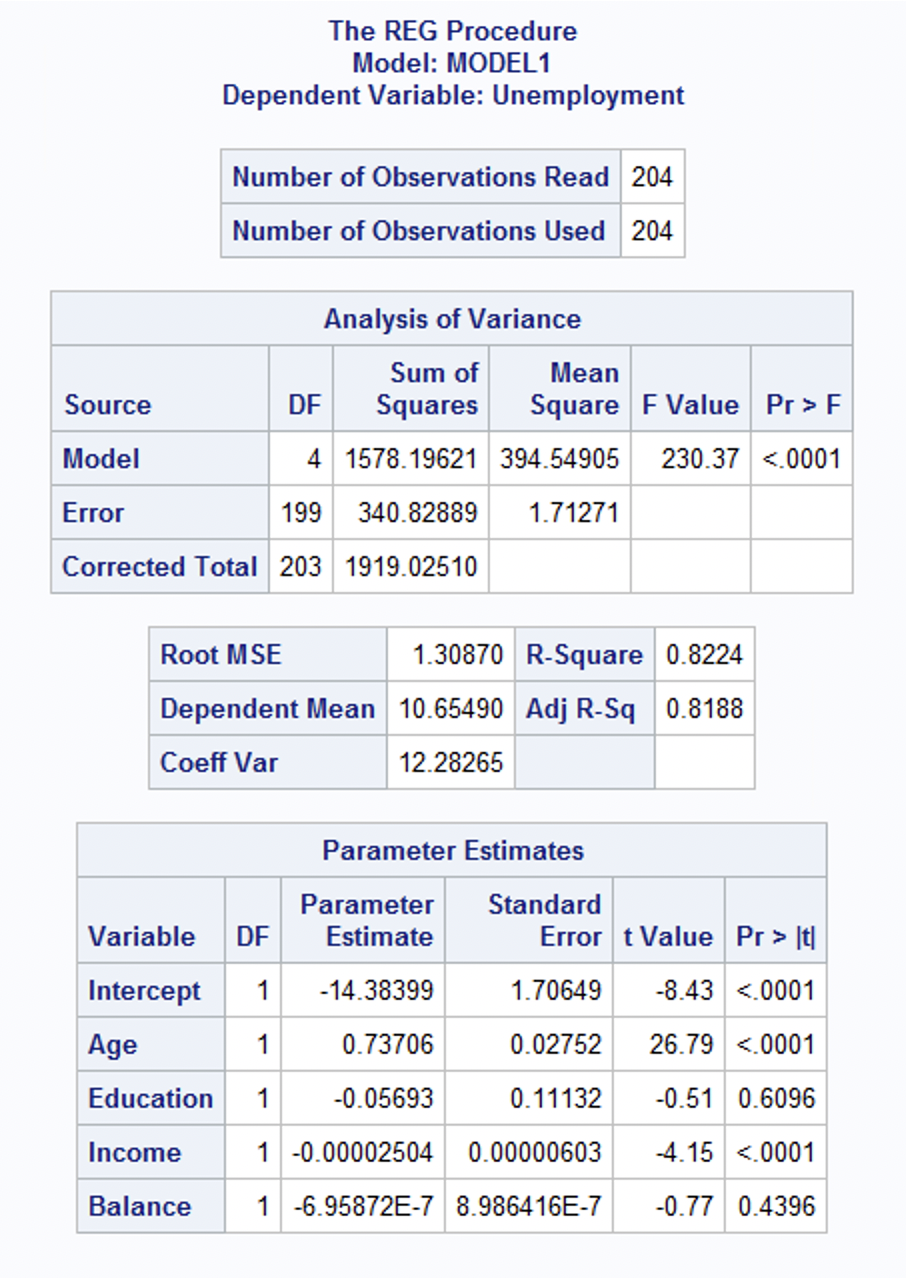 The REG Procedure
Model: MODEL1
Dependent Variable: Unemployment
Number of Observations Read 204
Number of Observations Used 204
Analysis of Variance
Source DF Sum of Squares Mean Square F Value Pr > F
Model 4 1578.19621 394.54905 230.37 <.0001
Error 199 340.82889 1.71271
Corrected Total 203 1919.02510
Root MSE 1.30870 R-Square 0.8224
Dependent Mean 10.65490 Adj R-Sq 0.8188
Coeff Var 12.28265
Parameter Estimates
Variable DF Parameter Estimate Standard Error t Value Pr > |t|
Intercept 1 -14.38399 1.70649 -8.43 <.0001
Age 1 0.73706 0.02752 26.79 <.0001
Education 1 -0.05693 0.11132 -0.51 0.6096
Income 1 -0.00002504 0.00000603 -4.15 <.0001
Balance 1 -6.95872E-7 8.986416E-7 -0.77 0.4396